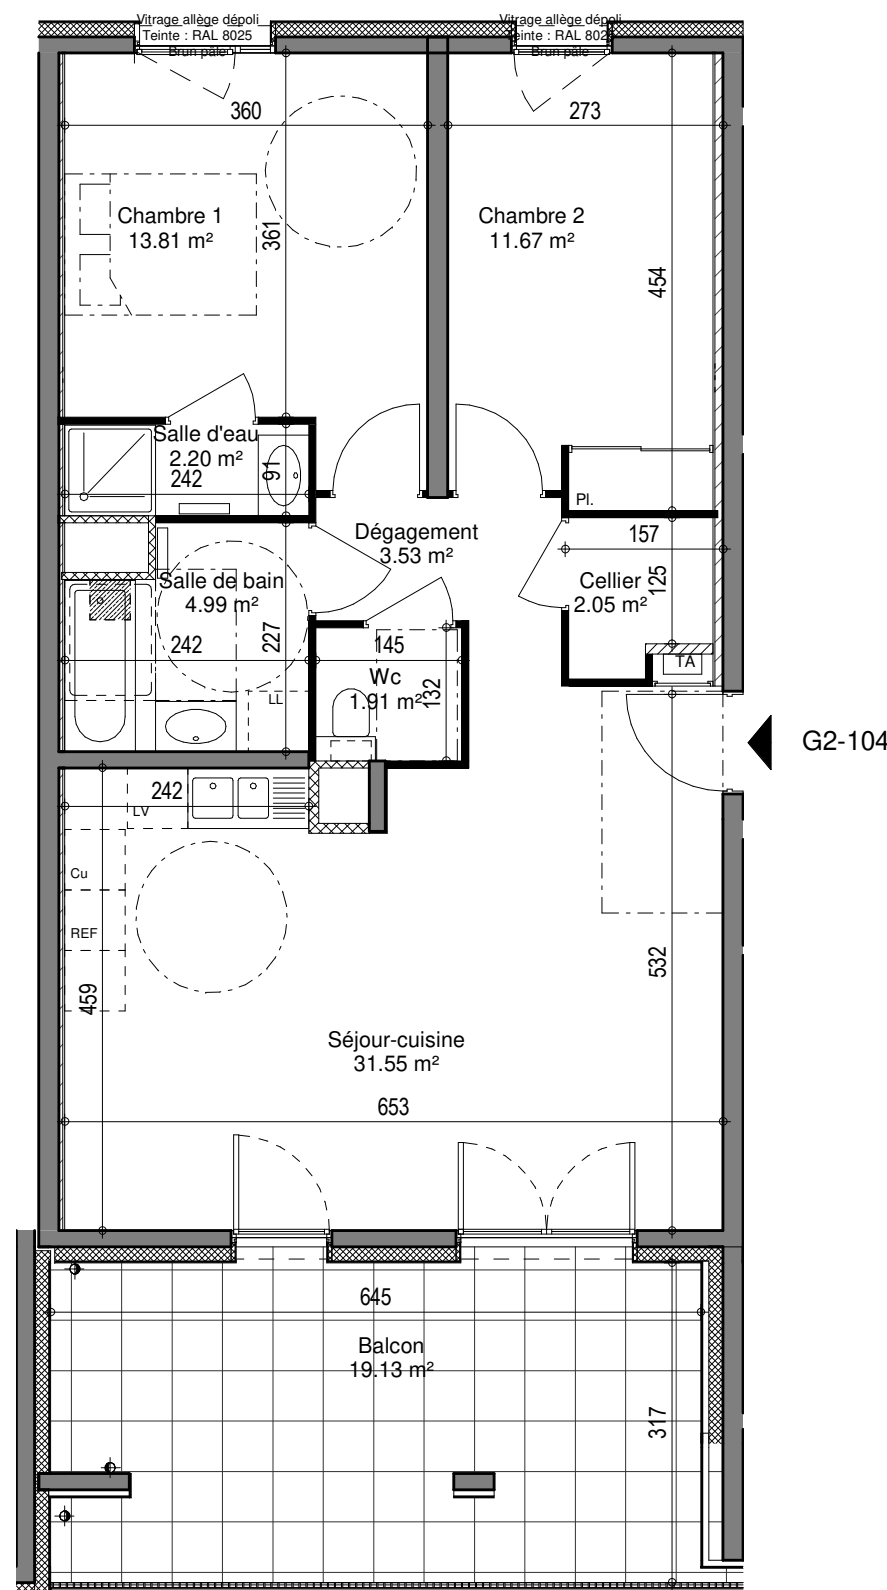 Vitrage allège dépoli
Teinte : RAL 8025
Brun pâle
Vitrage allège dépoli
Teinte : RAL 802
Brun pâle
360
273
Chambre 1
13.81 m²
361
Chambre 2
11.67 m²
454
Salle d'eau
2.20 m²
242
91
Pl.
Dégagement
3.53 m²
157
Salle de bain
4.99 m²
Cellier
2.05 m²
125
242
227
145
Wc
1.91 m²
132
TA
LL
G2-104
242
LV
Cu
REF
459
532
Séjour-cuisine
31.55 m²
653
645
Balcon
19.13 m²
317